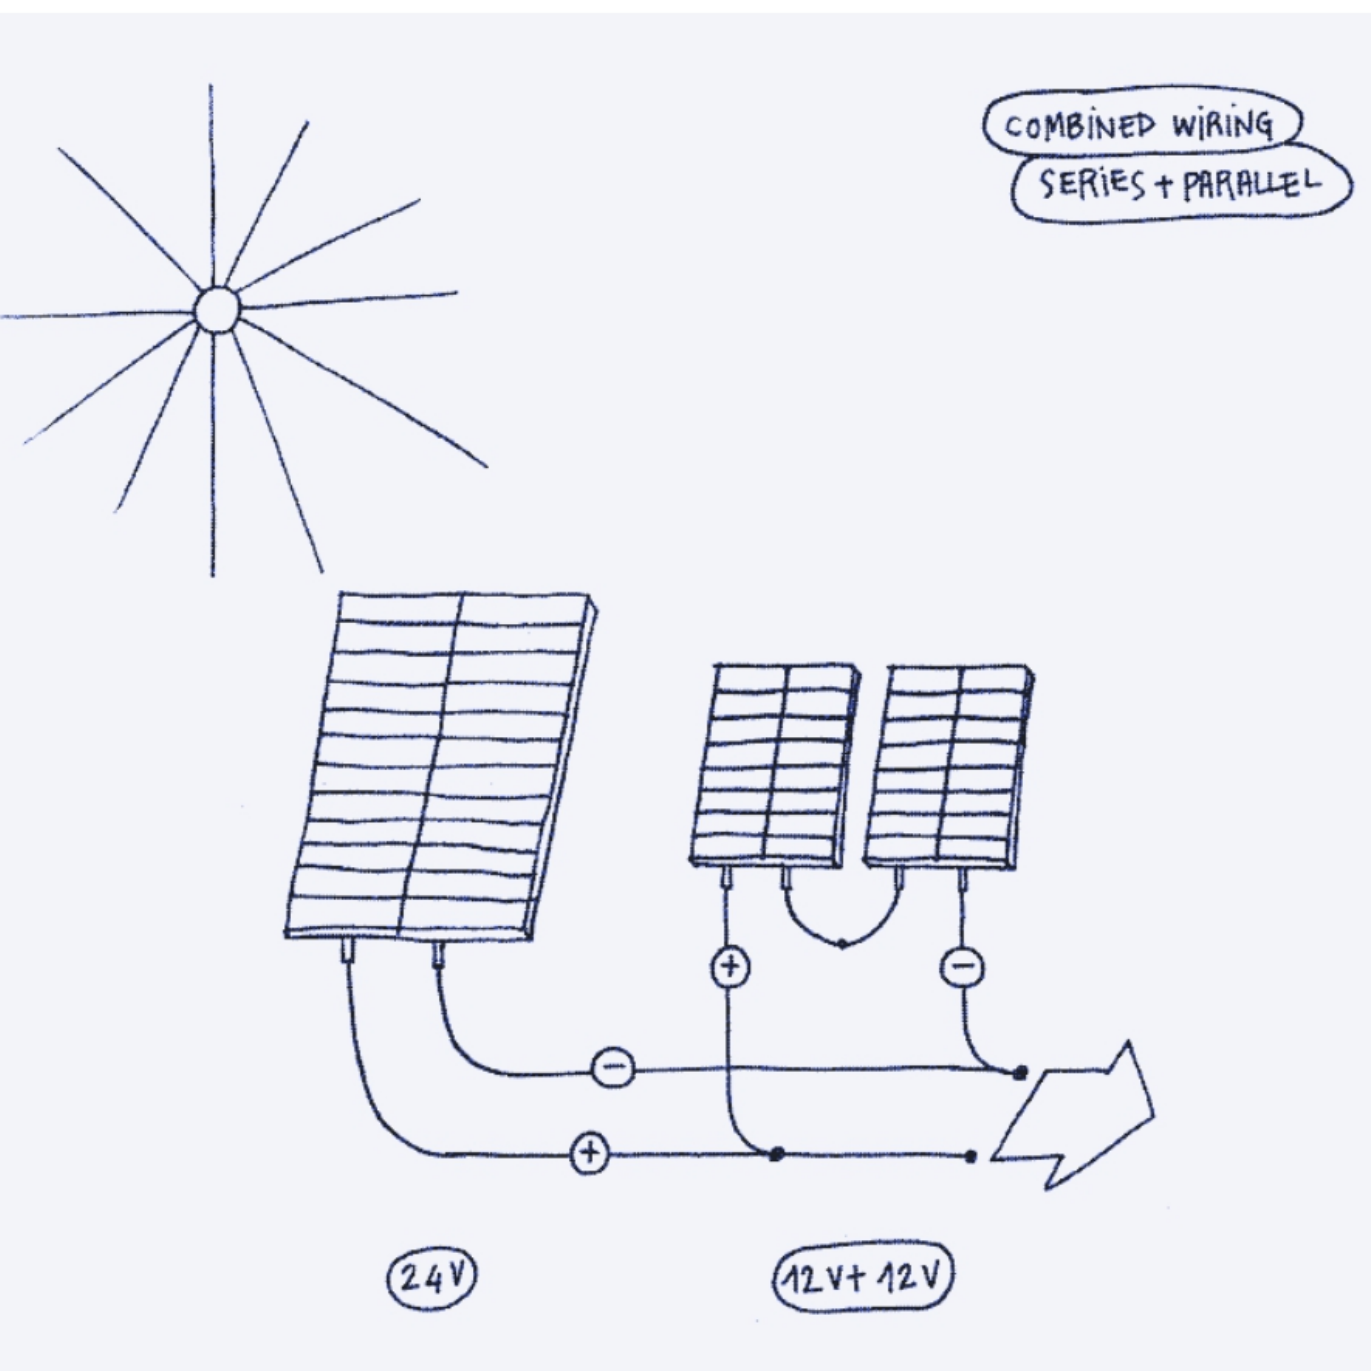 COMBINED WIRING
SERIES + PARALLEL
+
−
−
+
24V
12V + 12V